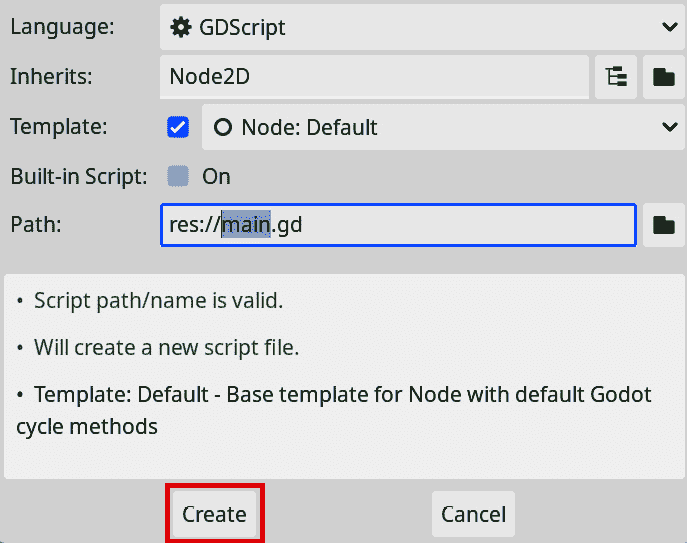 Language: GDScript
Inherits: Node2D
Template: Node: Default
Built-in Script: On
Path: res://main.gd
• Script path/name is valid.
• Will create a new script file.
• Template: Default - Base template for Node with default Godot
cycle methods
Create Cancel